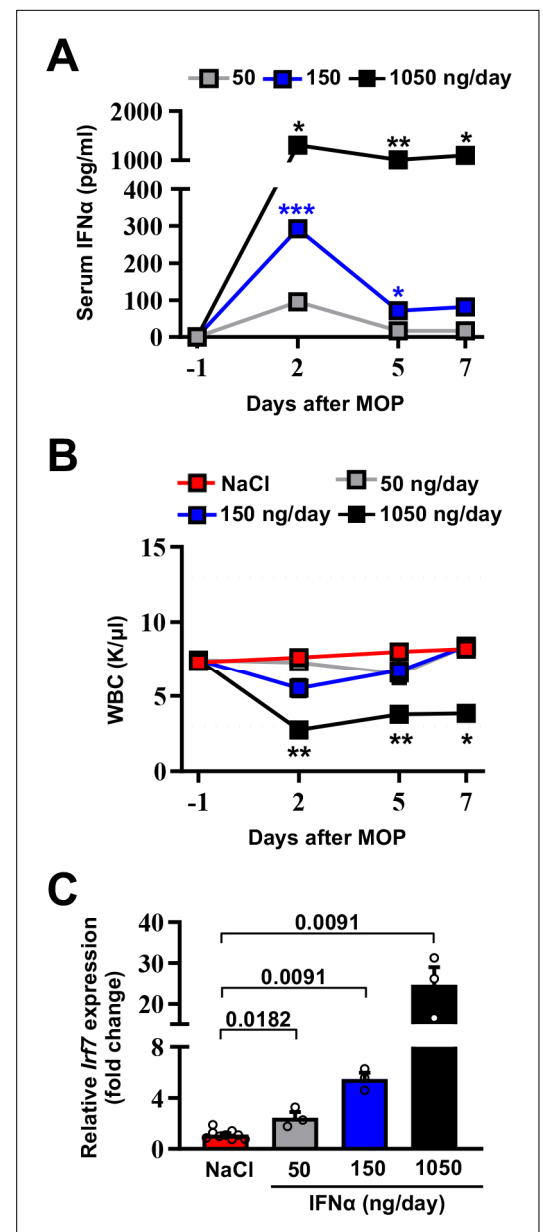 A
50 150 1050 ng/day
Serum IFNα (pg/ml)
2000
1000
400
300
200
100
0
*
**
*
***
*
-1 2 5 7
Days after MOP
B
NaCl 50 ng/day
150 ng/day 1050 ng/day
WBC (K/µl)
15
10
5
0
** ** *
-1 2 5 7
Days after MOP
C
Relative Irf7 expression
(fold change)
40
30
20
8
4
0
0.0091
0.0091
0.0182
NaCl 50 150 1050
IFNα (ng/day)